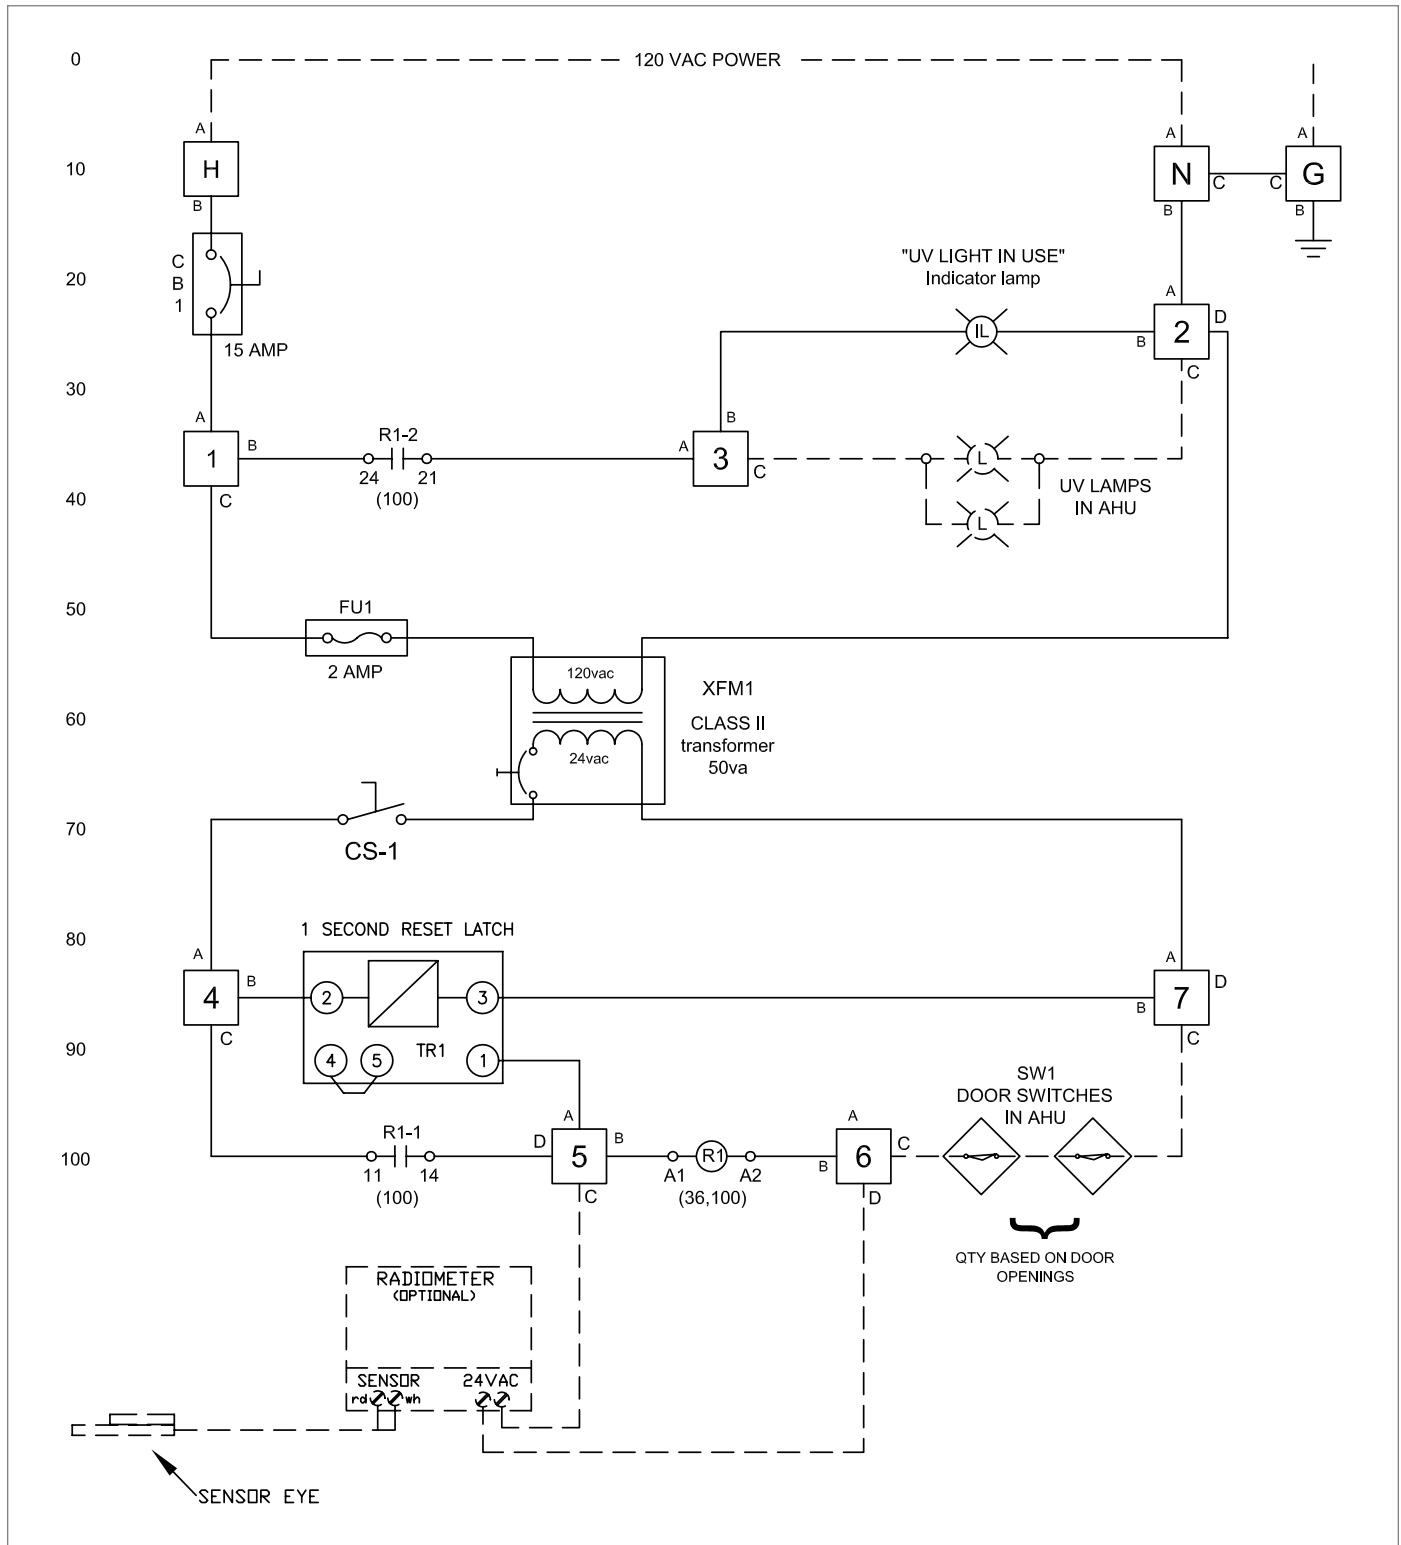 0
120 VAC POWER
A
A
A
10
H
N
C
C
G
B
B
B
C
B
1
20
"UV LIGHT IN USE"
Indicator lamp
A
D
IL
B
2
C
15 AMP
30
A
B
R1-2
B
1
A
3
L
24
21
C
C
(100)
UV LAMPS
IN AHU
40
L
50
FU1
2 AMP
120vac
XFM1
60
CLASS II
transformer
50va
24vac
70
CS-1
80
1 SECOND RESET LATCH
A
A
B
D
4
2
3
B
7
C
C
90
4
5
TR1
1
SW1
DOOR SWITCHES
IN AHU
A
A
R1-1
D
B
C
100
5
R1
6
B
11
14
A1
A2
C
D
(100)
(36,100)
QTY BASED ON DOOR
OPENINGS
RADIOMETER
(OPTIONAL)
SENSOR
24VAC
rd
wh
SENSOR EYE